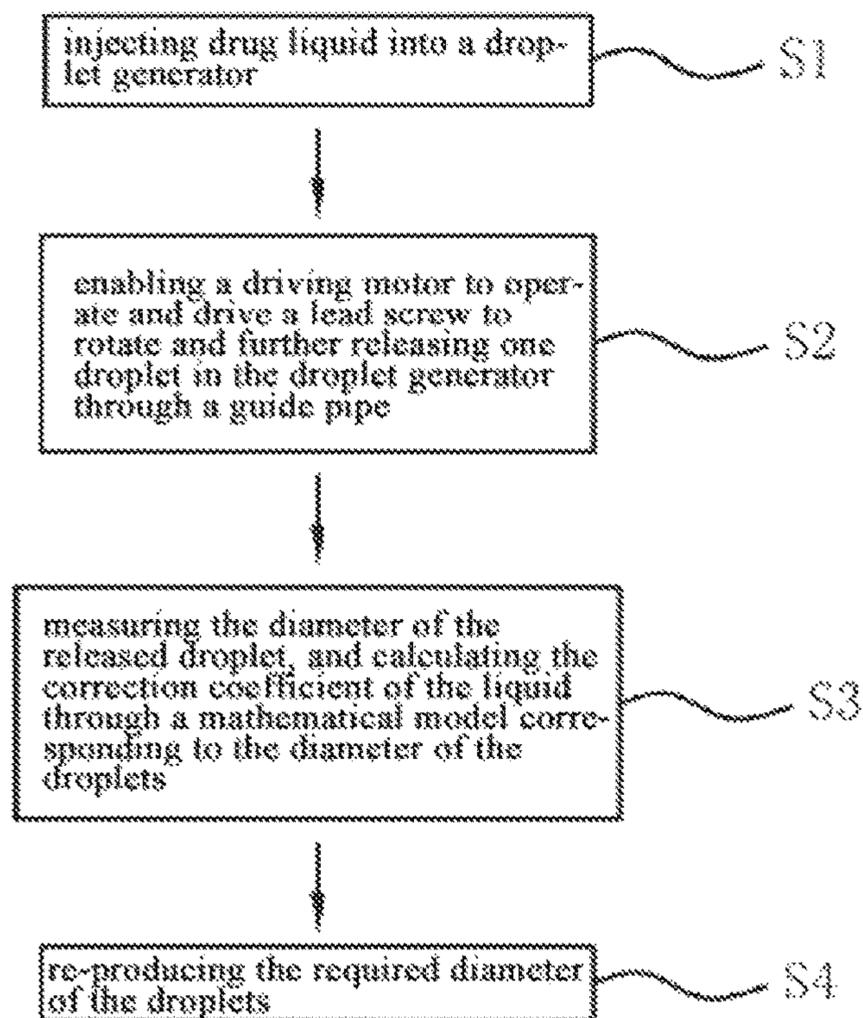 injecting drug liquid into a drop-
let generator
S1
enabling a driving motor to oper-
ate and drive a lead screw to
rotate and further releasing one
droplet in the droplet generator
through a guide pipe
S2
measuring the diameter of the
released droplet, and calculating the
correction coefficient of the liquid
through a mathematical model corre-
sponding to the diameter of the
droplets
S3
re-producing the required diameter
of the droplets
S4